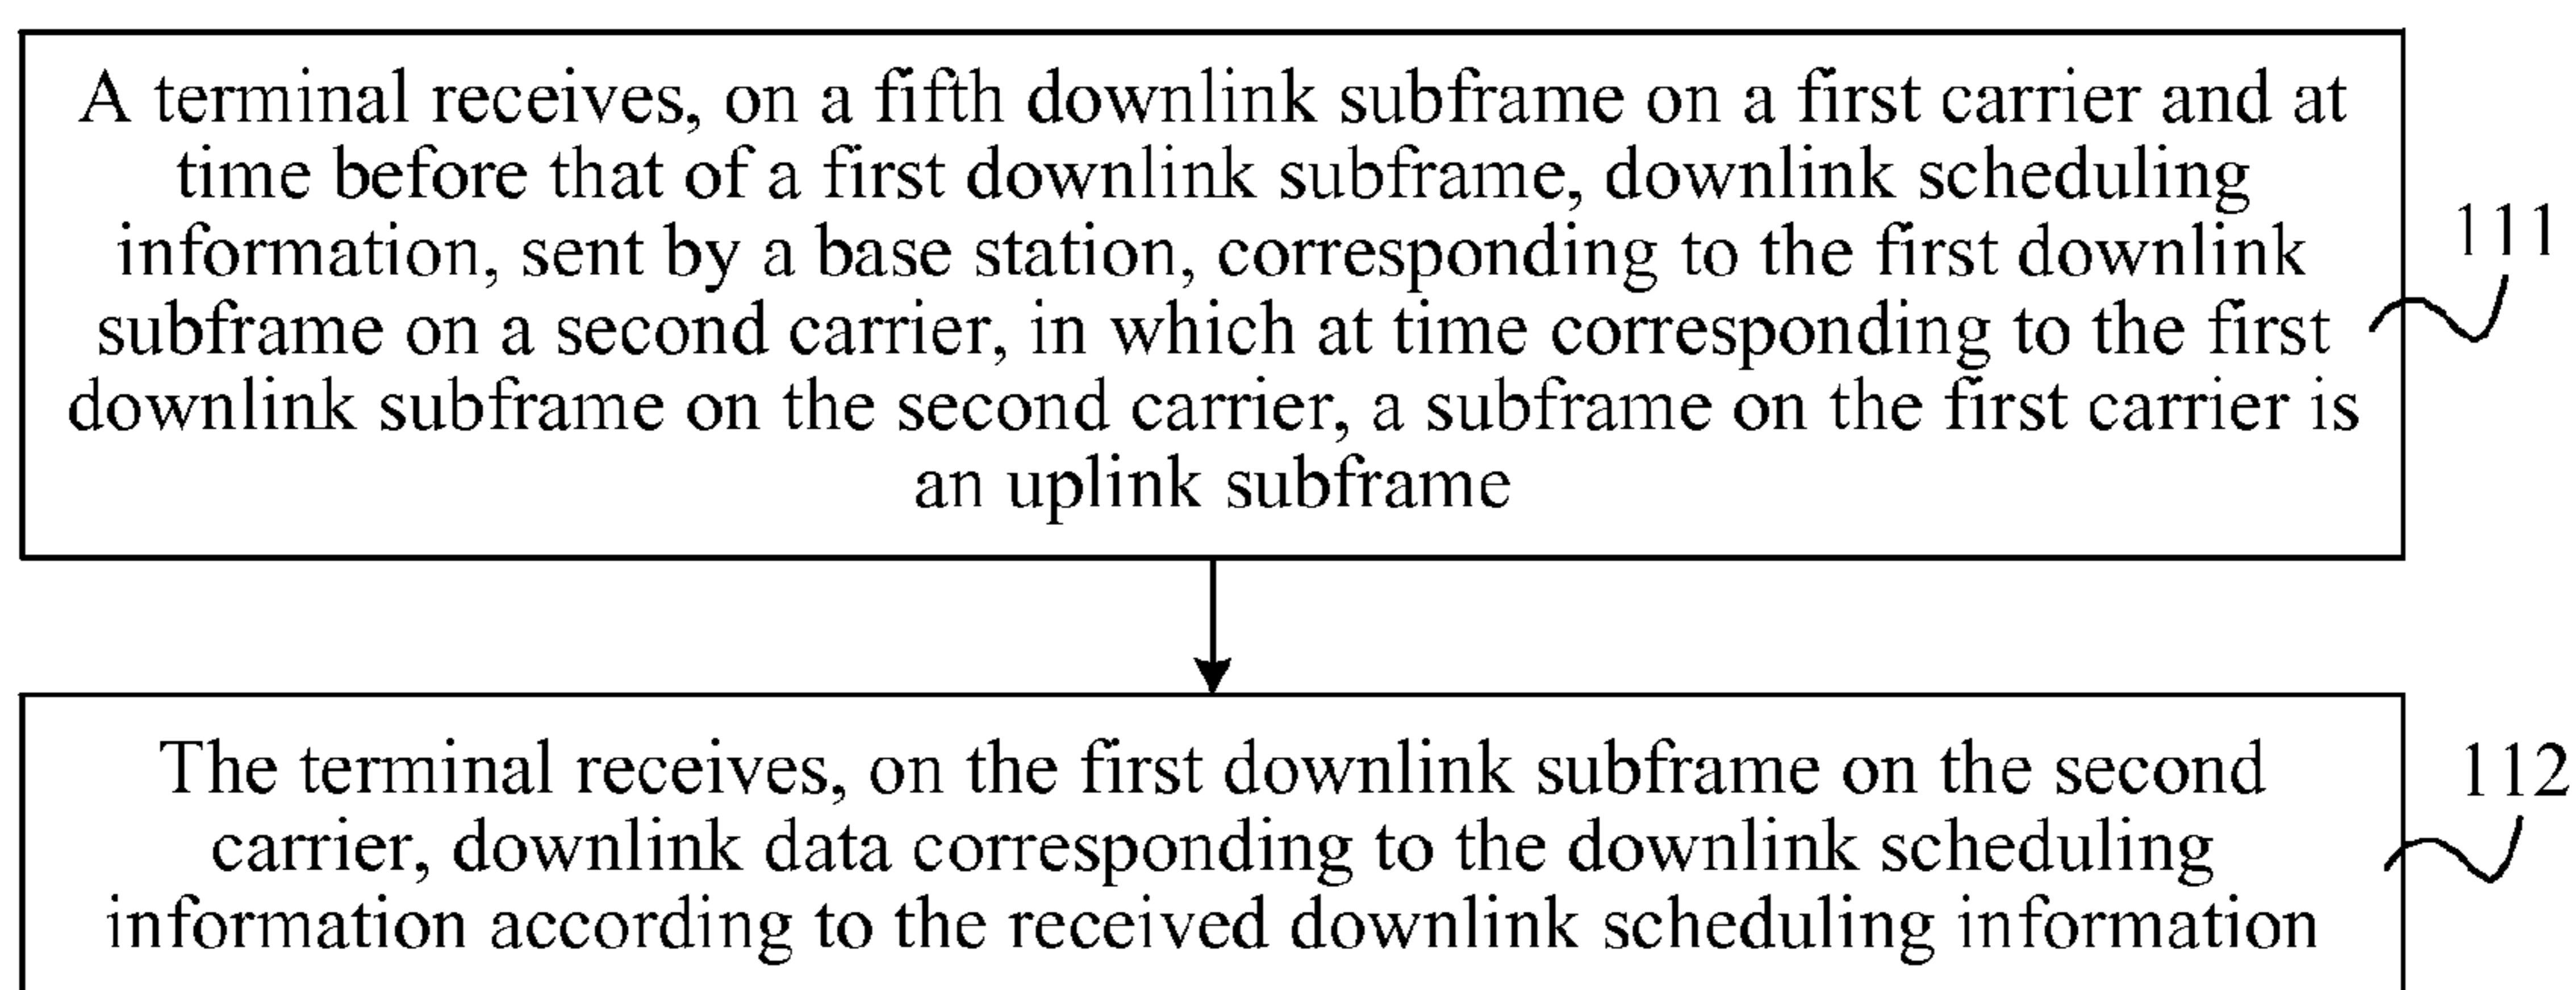 A terminal receives, on a fifth downlink subframe on a first carrier and at
time before that of a first downlink subframe, downlink scheduling
information, sent by a base station, corresponding to the first downlink
subframe on a second carrier, in which at time corresponding to the first
downlink subframe on the second carrier, a subframe on the first carrier is
an uplink subframe
111
The terminal receives, on the first downlink subframe on the second
carrier, downlink data corresponding to the downlink scheduling
information according to the received downlink scheduling information
112